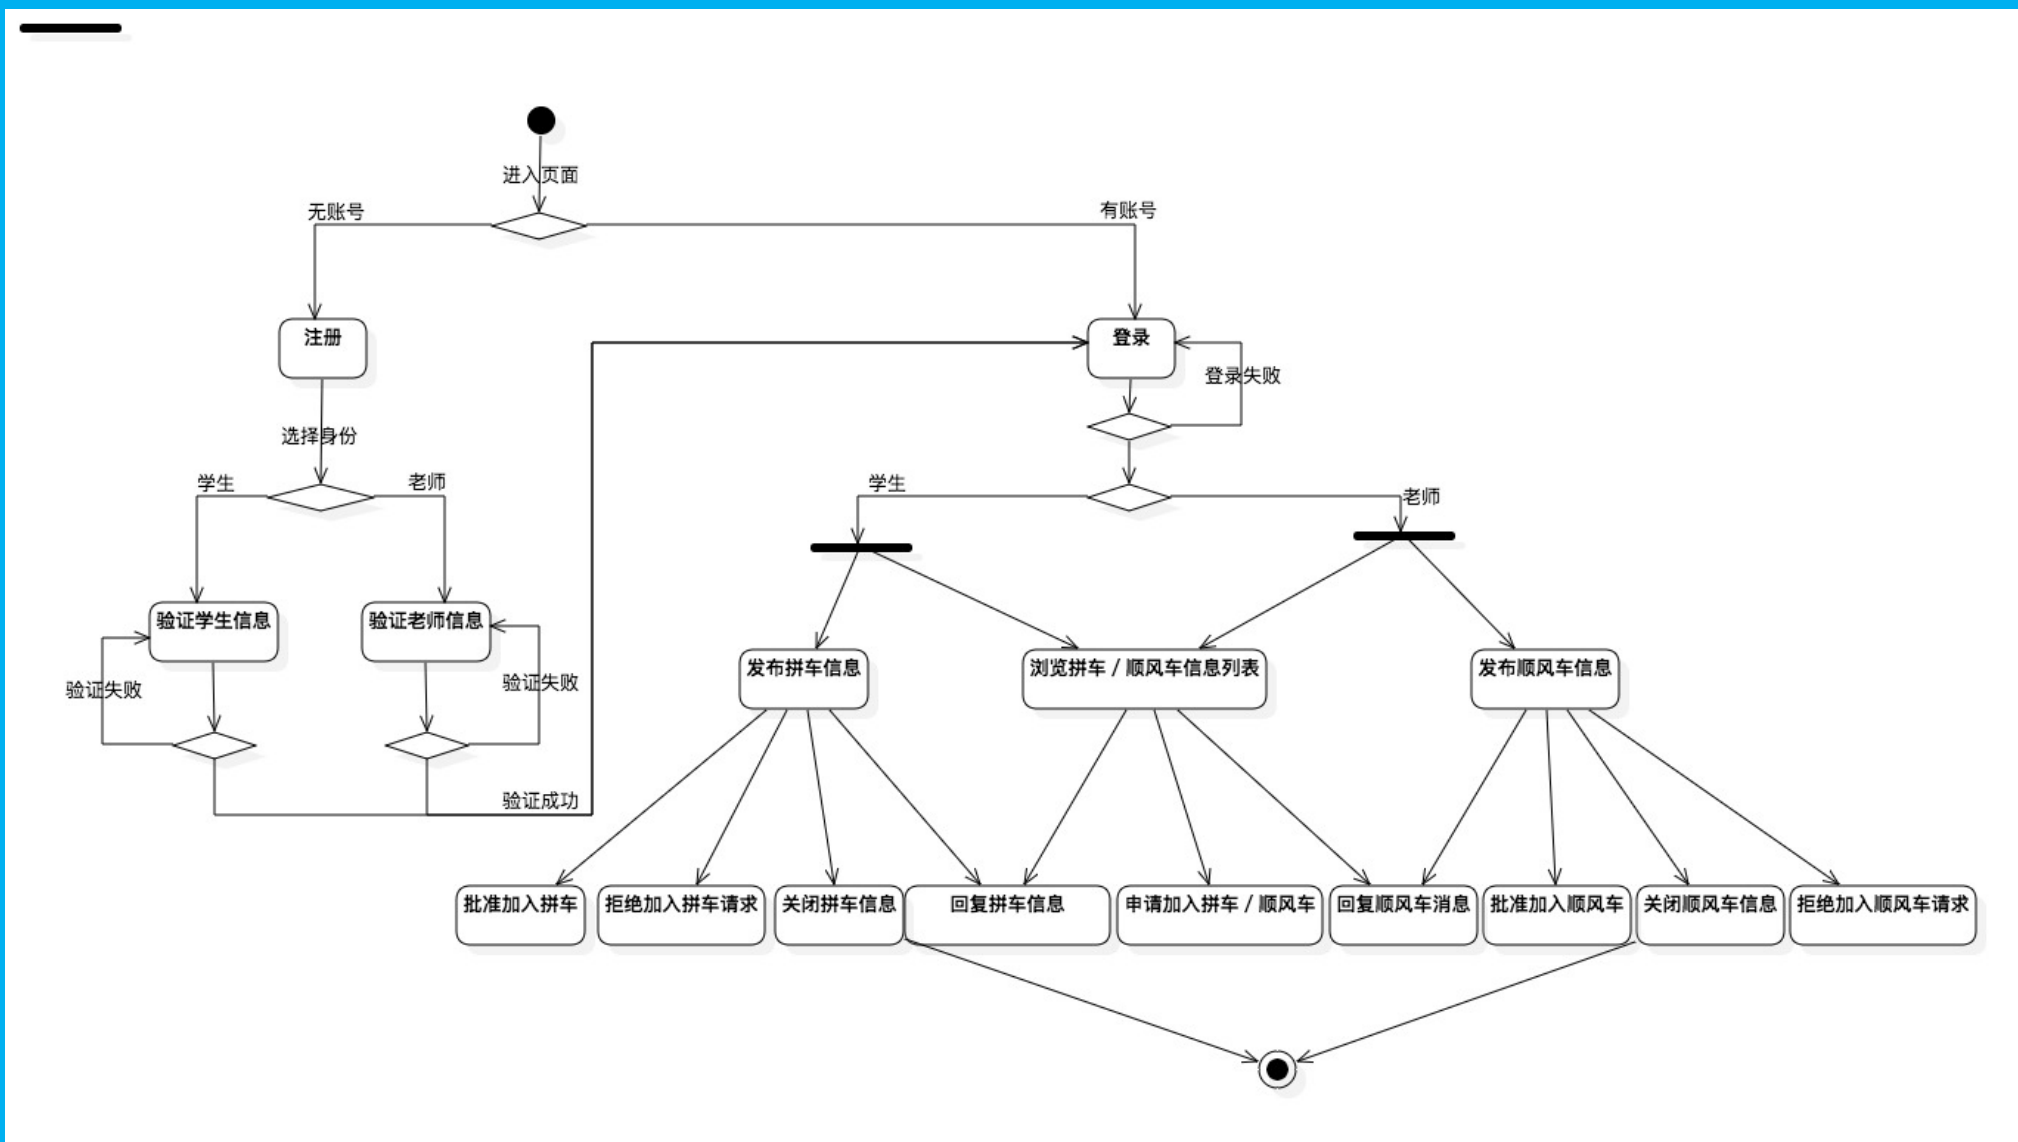 进入页面
无账号
有账号
注册
登录
登录失败
选择身份
学生
老师
学生
老师
验证学生信息
验证老师信息
验证失败
验证失败
发布拼车信息
浏览拼车 / 顺风车信息列表
发布顺风车信息
验证成功
批准加入拼车
拒绝加入拼车请求
关闭拼车信息
回复拼车信息
申请加入拼车 / 顺风车
回复顺风车消息
批准加入顺风车
关闭顺风车信息
拒绝加入顺风车请求